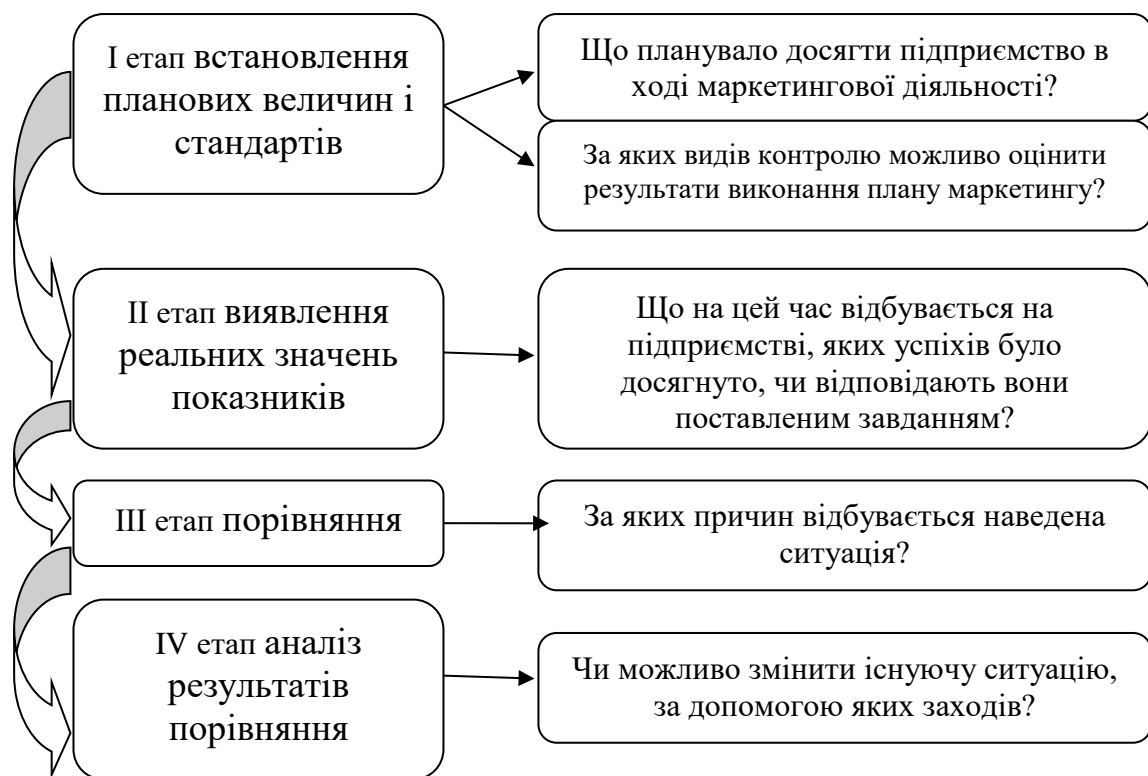 І етап встановлення
планових величин і
стандартів
Що планувало досягти підприємство в
ході маркетингової діяльності?
За яких видів контролю можливо оцінити
результати виконання плану маркетингу?
ІІ етап виявлення
реальних значень
показників
Що на цей час відбувається на
підприємстві, яких успіхів було
досягнуто, чи відповідають вони
поставленим завданням?
ІІІ етап порівняння
За яких причин відбувається наведена
ситуація?
IV етап аналіз
результатів
порівняння
Чи можливо змінити існуючу ситуацію,
за допомогою яких заходів?